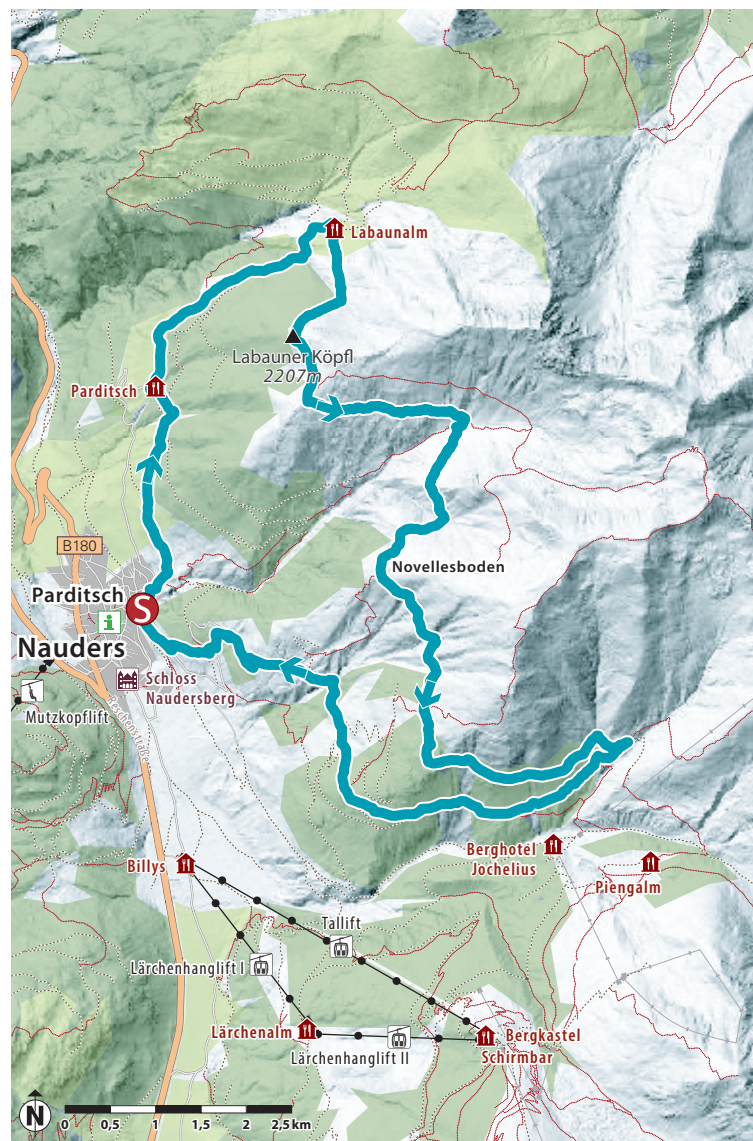 Labaunalm
Labauner Köpfl
2207m
Parditsch
B180
Novellesboden
Parditsch
S
i
Nauders
Schloss
Naudersberg
Mutzkopflift
Reschenstraße
Berghotel
Jochelius
Piengalm
Billys
Tallift
Lärchenhanglift I
Lärchenalm
Lärchenhanglift II
Bergkastel
Schirmbar
N
0 0,5 1 1,5 2 2,5 km